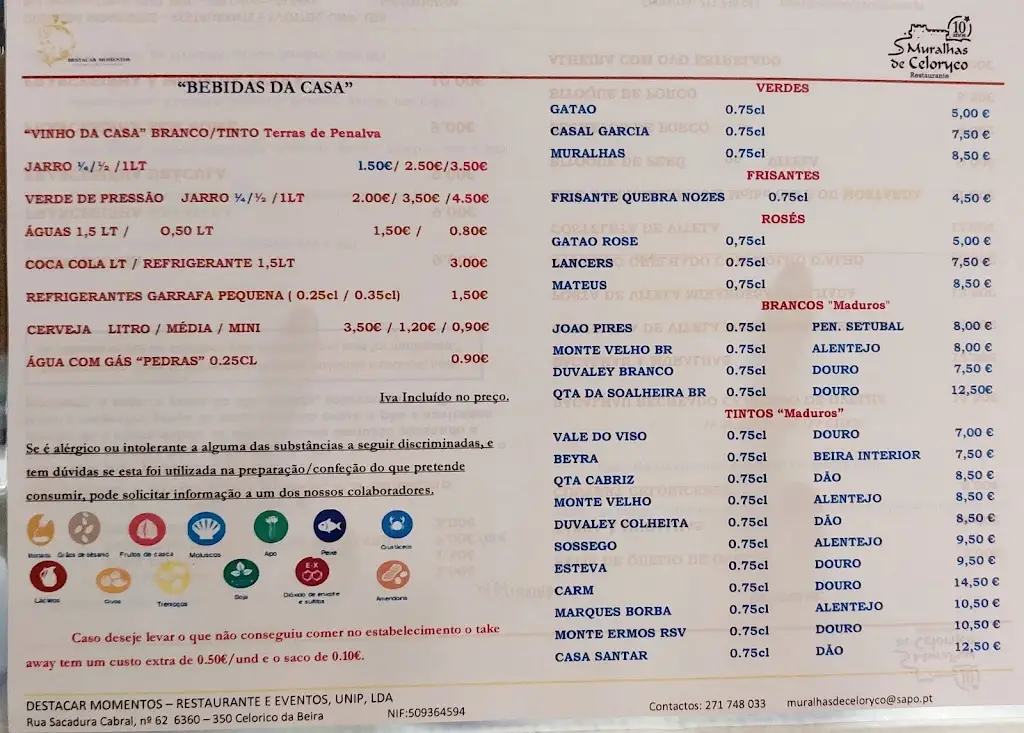 DESTACAR MOMENTOS
10 anos
Muralhas
de Celoryco
Restaurante
"BEBIDAS DA CASA"
"VINHO DA CASA" BRANCO/TINTO Terras de Penalva
JARRO ¼/½ /1LT 1.50€/ 2.50€/3.50€
VERDE DE PRESSÃO JARRO ¼/½ /1LT 2.00€/ 3,50€ /4.50€
ÁGUAS 1,5 LT / 0,50 LT 1,50€ / 0.80€
COCA COLA LT / REFRIGERANTE 1,5LT 3.00€
REFRIGERANTES GARRAFA PEQUENA ( 0.25cl / 0.35cl) 1,50€
CERVEJA LITRO / MÉDIA / MINI 3,50€ / 1,20€ / 0,90€
ÁGUA COM GÁS "PEDRAS" 0.25CL 0.90€
Iva Incluído no preço.
Se é alérgico ou intolerante a alguma das substâncias a seguir discriminadas, e
tem dúvidas se esta foi utilizada na preparação/confeção do que pretende
consumir, pode solicitar informação a um dos nossos colaboradores.
Mostarda Grãos de sésamo Frutos de casca Moluscos Aipo Peixe Crustáceos
Lácteos Ovos Tremoços Soja Dióxido de enxofre e sulfitos Amendoins
Caso deseje levar o que não conseguiu comer no estabelecimento o take
away tem um custo extra de 0.50€/und e o saco de 0.10€.
VERDES
GATAO 0.75cl 5,00 €
CASAL GARCIA 0.75cl 7,50 €
MURALHAS 0.75cl 8,50 €
FRISANTES
FRISANTE QUEBRA NOZES 0.75cl 4,50 €
ROSÉS
GATAO ROSE 0,75cl 5,00 €
LANCERS 0.75cl 7,50 €
MATEUS 0,75cl 8,50 €
BRANCOS "Maduros"
JOAO PIRES 0.75cl PEN. SETUBAL 8,00 €
MONTE VELHO BR 0.75cl ALENTEJO 8,00 €
DUVALEY BRANCO 0.75cl DOURO 7,50 €
QTA DA SOALHEIRA BR 0.75cl DOURO 12,50€
TINTOS "Maduros"
VALE DO VISO 0.75cl DOURO 7,00 €
BEYRA 0.75cl BEIRA INTERIOR 7,50 €
QTA CABRIZ 0.75cl DÃO 8,50 €
MONTE VELHO 0.75cl ALENTEJO 8,50 €
DUVALEY COLHEITA 0.75cl DÃO 8,50 €
SOSSEGO 0.75cl ALENTEJO 9,50 €
ESTEVA 0.75cl DOURO 9,50 €
CARM 0.75cl DOURO 14,50 €
MARQUES BORBA 0.75cl ALENTEJO 10,50 €
MONTE ERMOS RSV 0.75cl DOURO 10,50 €
CASA SANTAR 0.75cl DÃO 12,50 €
DESTACAR MOMENTOS – RESTAURANTE E EVENTOS, UNIP, LDA
Rua Sacadura Cabral, nº 62 6360 – 350 Celorico da Beira NIF:509364594
Contactos: 271 748 033 muralhasdeceloryco@sapo.pt